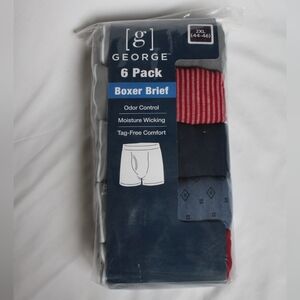 [g]
GEORGE
2XL
(44-46)
6 Pack
Boxer Brief
Odor Control
Moisture Wicking
Tag-Free Comfort